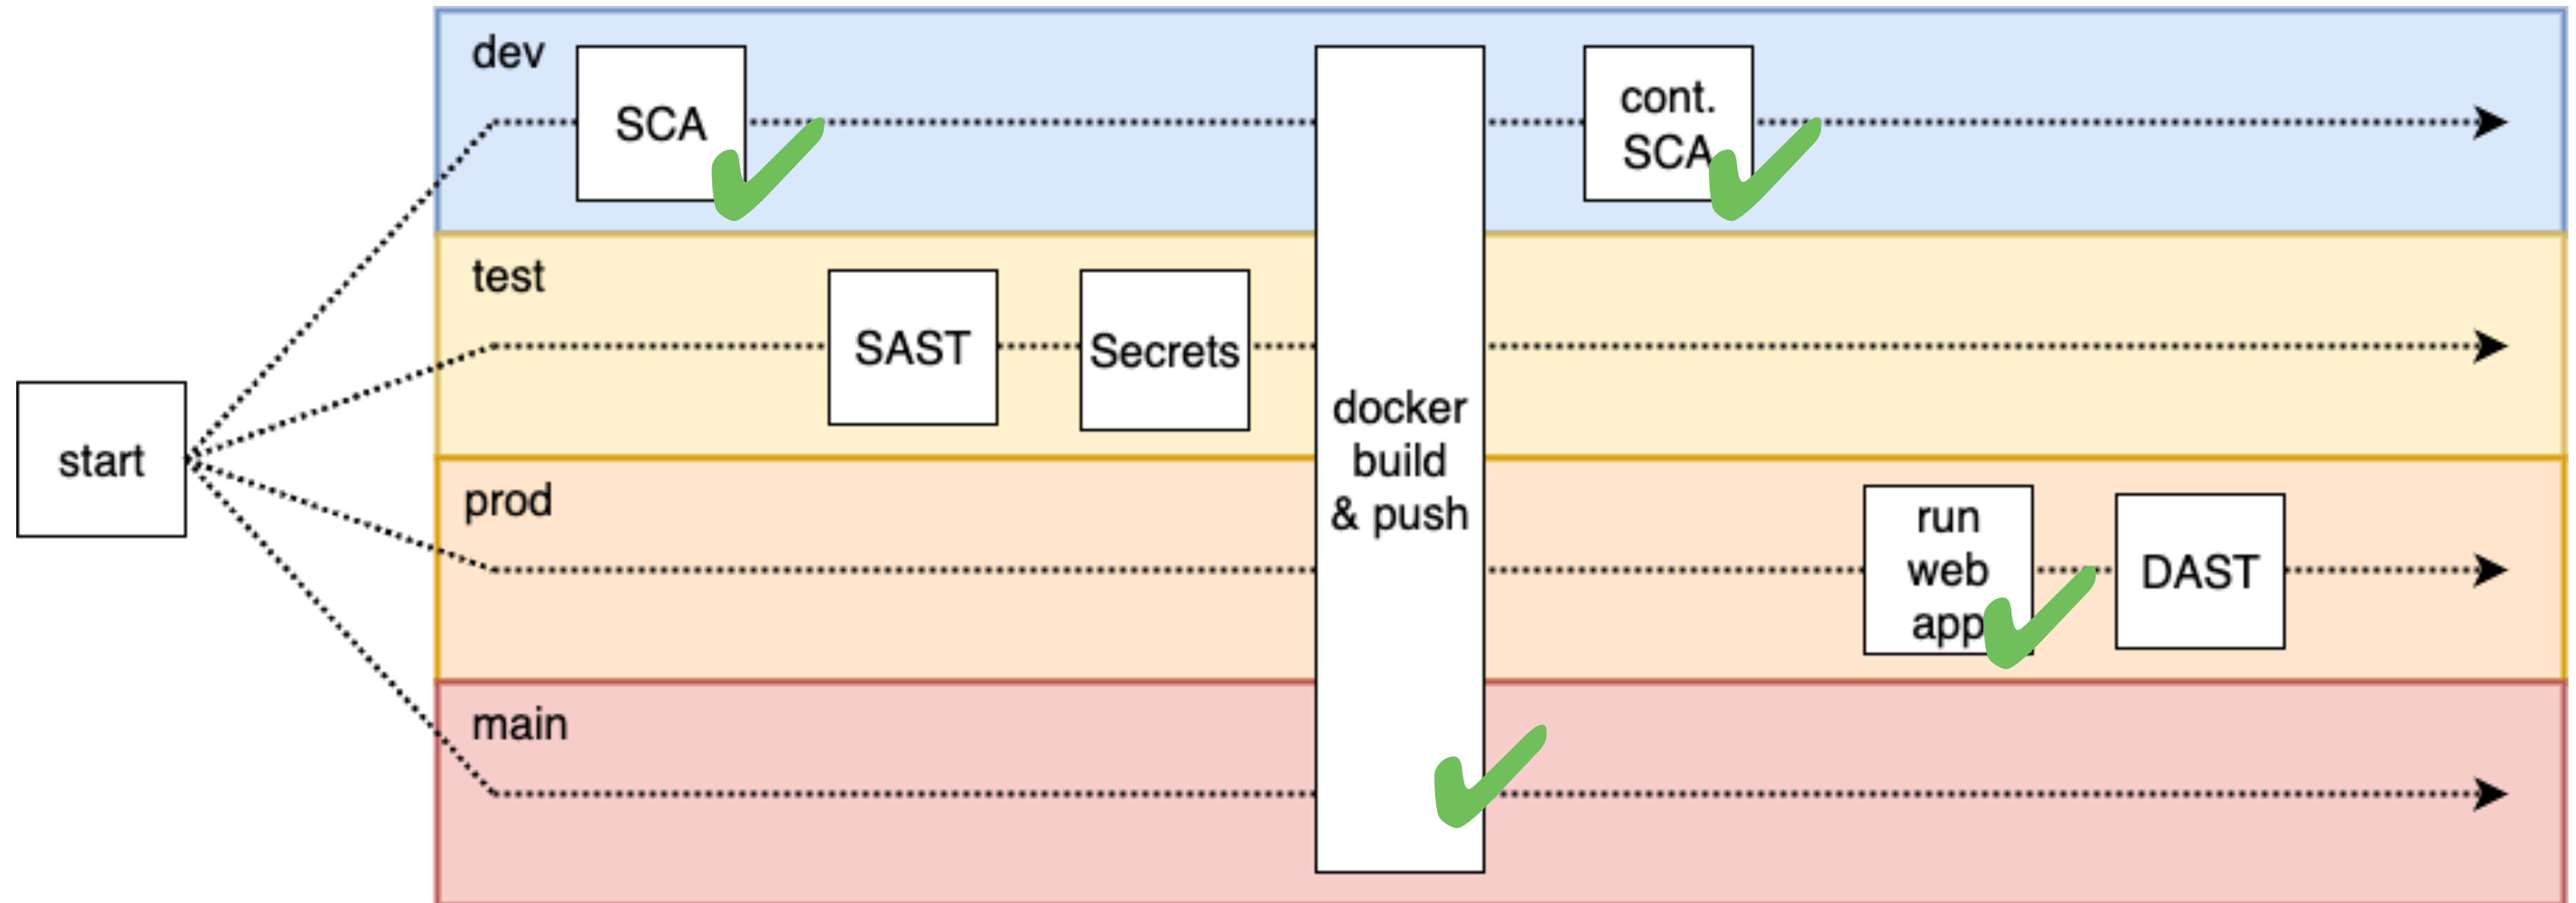 start
dev
SCA
cont.
SCA
test
SAST
Secrets
docker
build
& push
prod
run
web
app
DAST
main